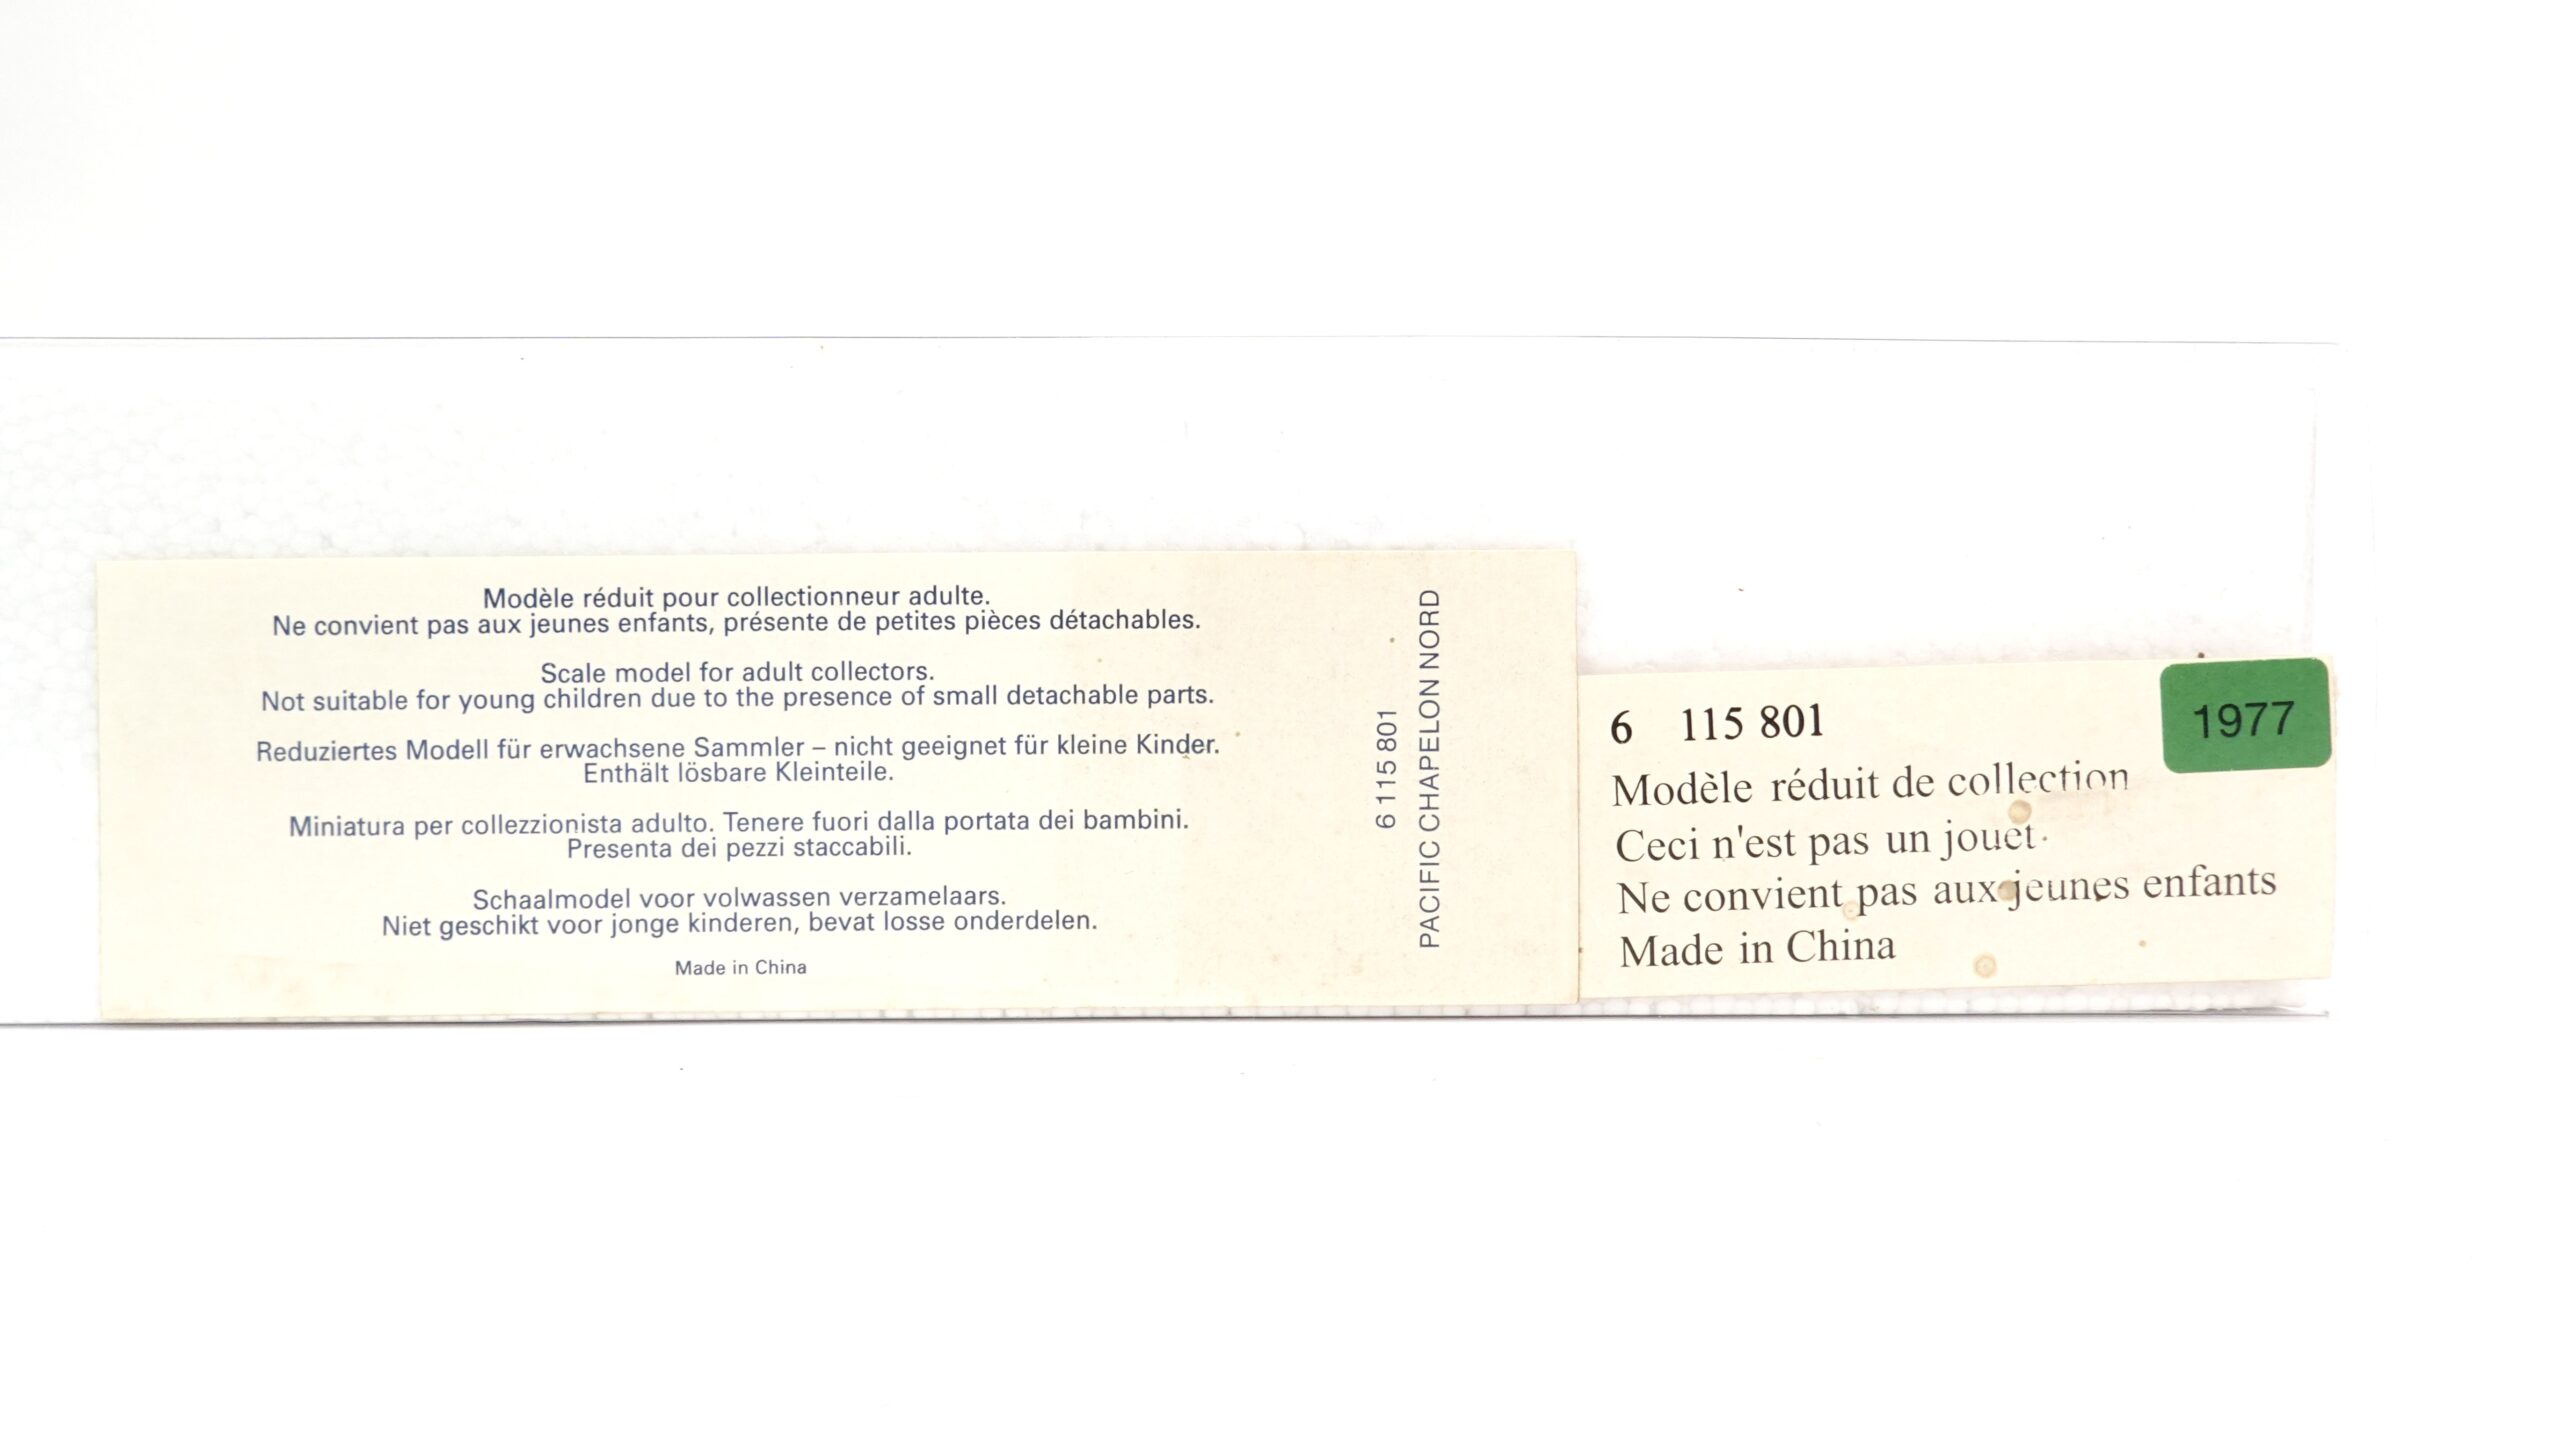 Modèle réduit pour collectionneur adulte.
Ne convient pas aux jeunes enfants, présente de petites pièces détachables.
Scale model for adult collectors.
Not suitable for young children due to the presence of small detachable parts.
Reduziertes Modell für erwachsene Sammler – nicht geeignet für kleine Kinder.
Enthält lösbare Kleinteile.
Miniatura per collezzionista adulto. Tenere fuori dalla portata dei bambini.
Presenta dei pezzi staccabili.
Schaalmodel voor volwassen verzamelaars.
Niet geschikt voor jonge kinderen, bevat losse onderdelen.
Made in China
6 115 801
PACIFIC CHAPELON NORD
6 115 801
1977
Modèle réduit de collection
Ceci n'est pas un jouet.
Ne convient pas aux jeunes enfants
Made in China